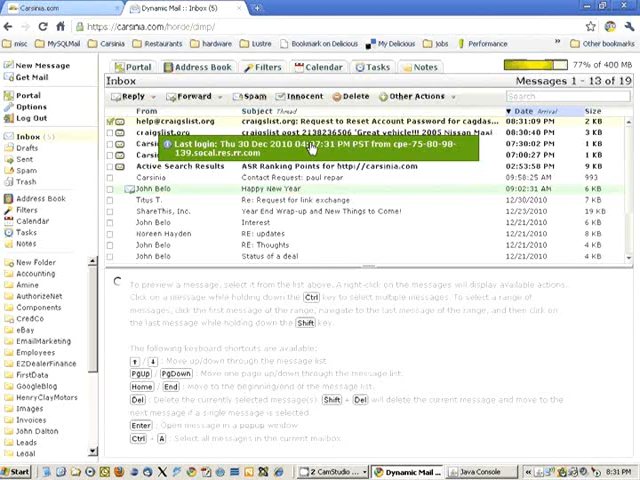 Carsinia.com
Dynamic Mail :: Inbox (5)
https://carsinia.com/horde/dimp/
misc
MySQLMail
Carsinia
Restaurants
hardware
Lustre
Bookmark on Delicious
My Delicious
Jobs
Performance
Other bookmarks
New Message
Get Mail
Portal
Options
Log Out
Inbox (5)
Drafts
Sent
Spam
Trash
Address Book
Filters
Calendar
Tasks
Notes
New Folder
Accounting
Amine
AuthorizeNet
Components
CredCo
eBay
EmailMarketing
Employees
EZDealerFinance
FirstData
GoogleBlog
HenryClayMotors
Images
Invoices
Karen Dalton
Leads
Legal
Portal
Address Book
Filters
Calendar
Tasks
Notes
77% of 400 MB
Inbox
Messages 1 - 13 of 19
Reply
Forward
Spam
Innocent
Delete
Other Actions
Search
From
Subject Thread
Date Arrival
Size
help@craigslist.org
craigslist.org: Request to Reset Account Password for cagdas...
08:31:09 PM
2 KB
craigslist.org
craigslist post 2130236506 "Great vehicle!!! 2005 Nissan Maxi
08:30:40 PM
3 KB
Last login: Thu 30 Dec 2010 04: :31 PM PST from cpe-75-80-98-
139.socal.res.rr.com
Active Search Results
ASR Ranking Points for http://carsinia.com
02:53:58 PM
9 KB
Carsinia
Contact Request: paul repar
09:58:25 AM
993
John Belo
Happy New Year
09:02:31 AM
6 KB
Titus T.
Re: Request for link exchange
12/30/2010
7 KB
ShareThis, Inc.
Year End Wrap-up and New Things to Come!
12/23/2010
19 KB
John Belo
Interest
12/21/2010
6 KB
Noreen Hayden
RE: updates
12/21/2010
8 KB
John Belo
RE: Thoughts
12/21/2010
8 KB
John Belo
Status of a deal
12/21/2010
6 KB
To preview a message, select it from the list above. A right-click on the messages will display available actions.
Click on a message while holding down the Ctrl key to select multiple messages. To select a range of
messages, click the first message of the range, navigate to the last message of the range, and then click on
the last message while holding down the Shift key.
The following keyboard shortcuts are available:
↑ / ↓ : Move up/down through the message list.
PgUp / PgDown : Move one page up/down through the message list.
Home / End : move to the beginning/end of the message list.
Del : Delete the currently selected message(s). Shift + Del will delete the current message and move to the
next message if a single message is selected.
Enter : Open message in a popup window.
Ctrl + A : Select all messages in the current mailbox.
Start
2 CamStudio
Dynamic Mail ...
Java Console
8:31 PM